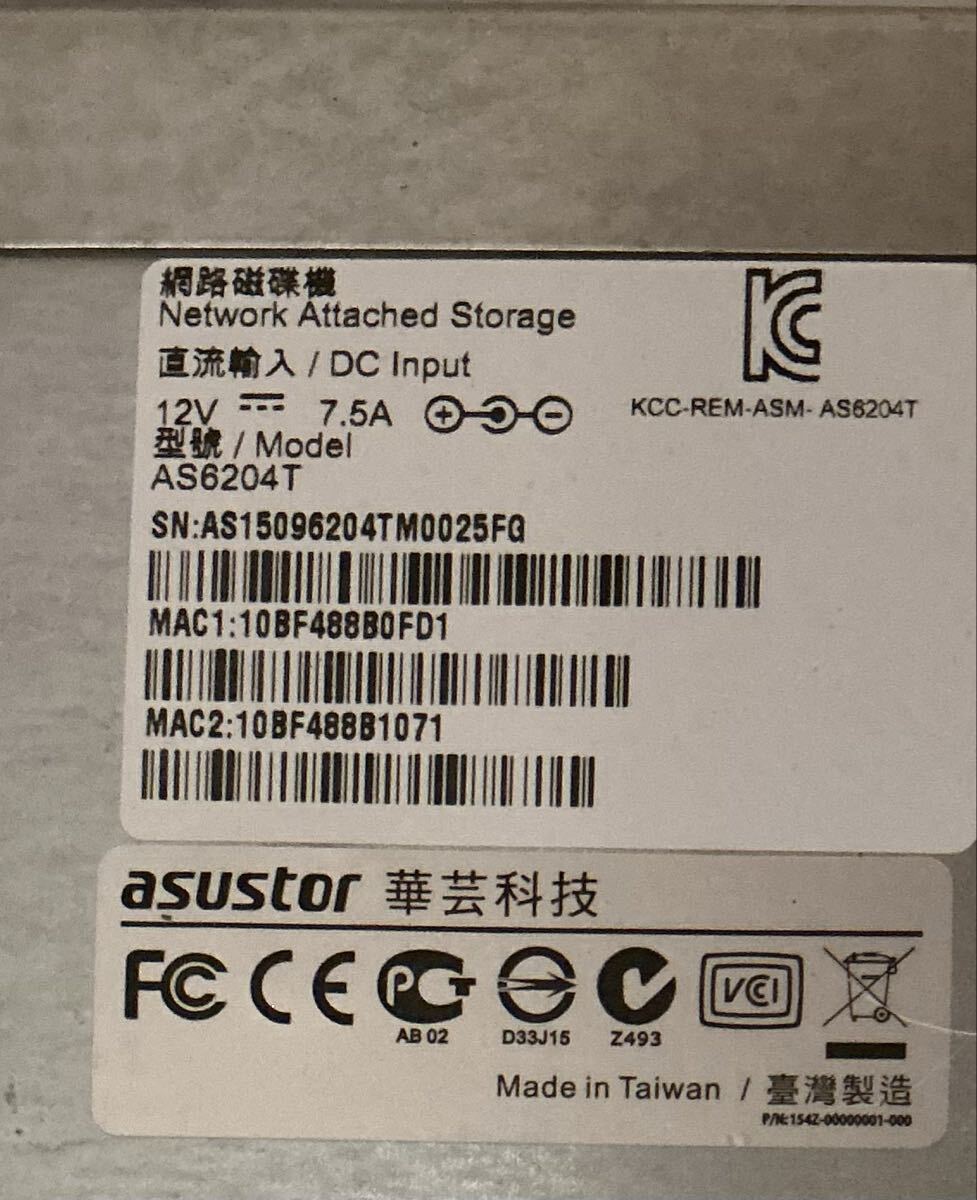 網路磁碟機
Network Attached Storage
直流輸入 / DC Input
12V 7.5A
型號 / Model
AS6204T
KCC-REM-ASM- AS6204T
SN:AS15096204TM0025FG
MAC1:10BF488B0FD1
MAC2:10BF488B1071
asustor 華芸科技
FC CE PCT D33J15 Z493 VCCI
AB 02
Made in Taiwan / 臺灣製造
P/N:154Z-00000001-000